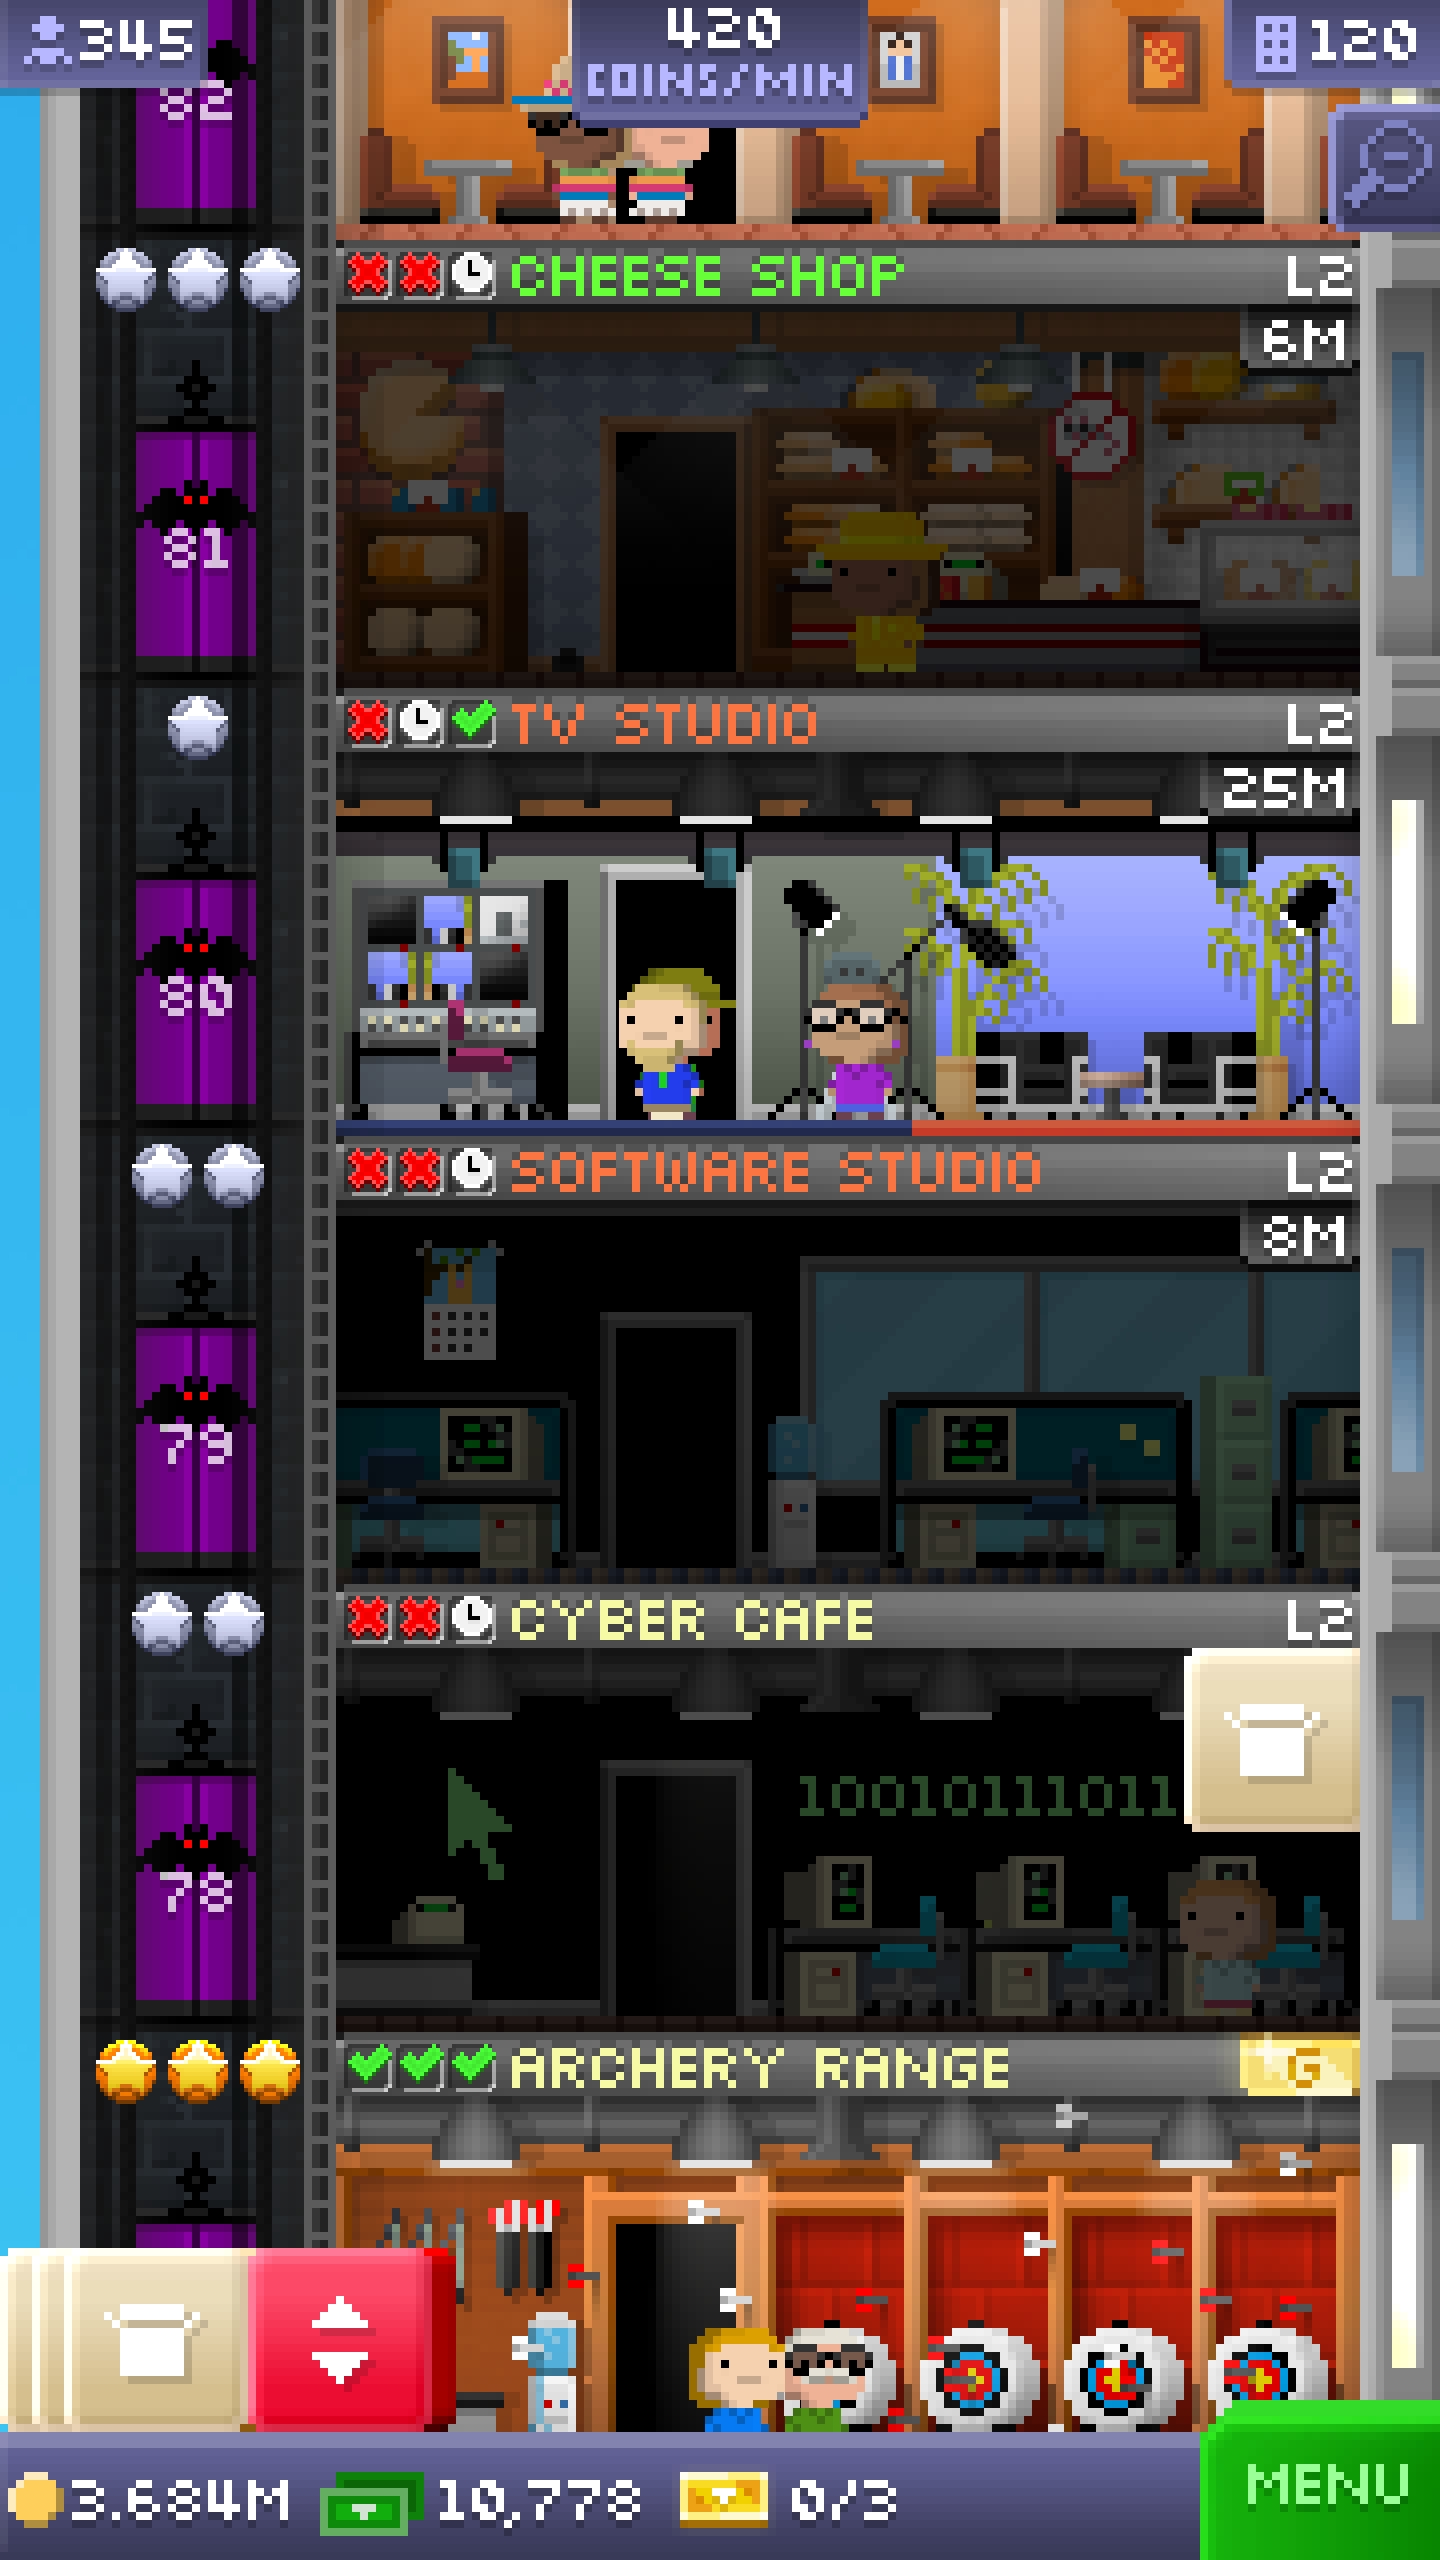 345
420
COINS/MIN
120
82
CHEESE SHOP
L2
6M
81
TV STUDIO
L2
25M
80
SOFTWARE STUDIO
L2
8M
79
CYBER CAFE
L2
10010111011
78
ARCHERY RANGE
G
3.684M
10,778
0/3
MENU